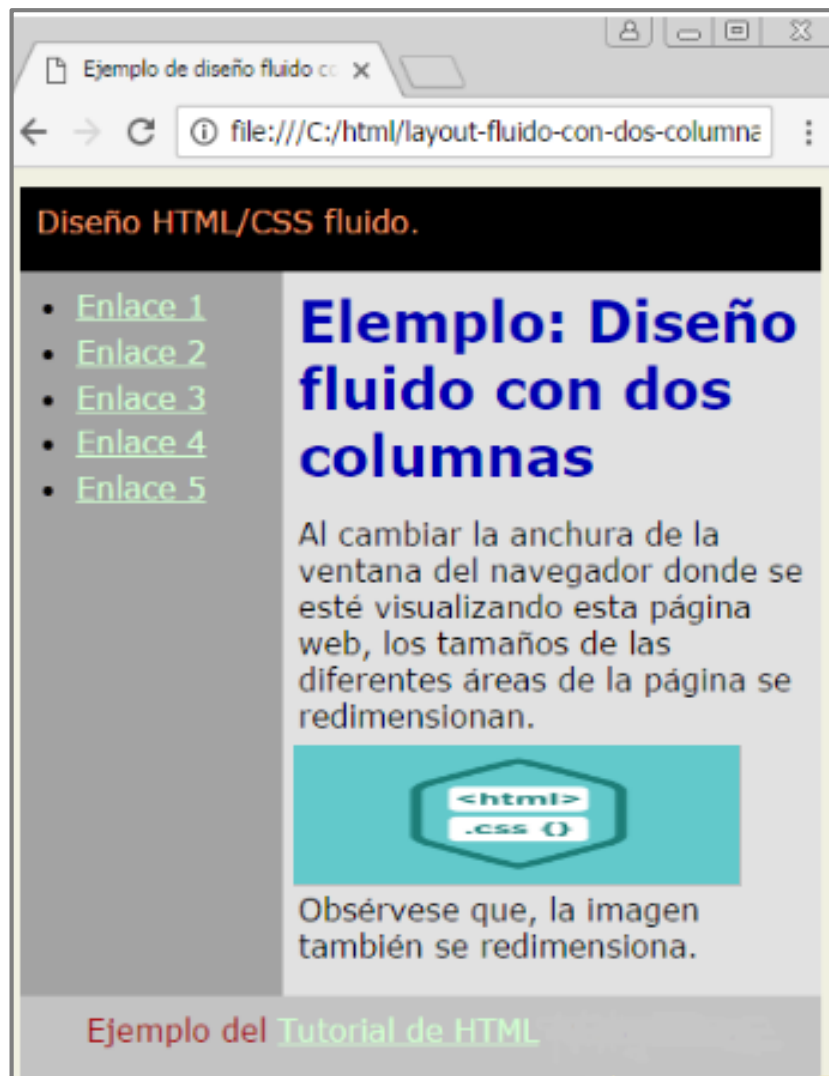 Ejemplo de diseño fluido co
file:///C:/html/layout-fluido-con-dos-columna
Diseño HTML/CSS fluido.
Enlace 1
Enlace 2
Enlace 3
Enlace 4
Enlace 5
Elemplo: Diseño
fluido con dos
columnas
Al cambiar la anchura de la
ventana del navegador donde se
esté visualizando esta página
web, los tamaños de las
diferentes áreas de la página se
redimensionan.
<html>
.css {}
Obsérvese que, la imagen
también se redimensiona.
Ejemplo del Tutorial de HTML